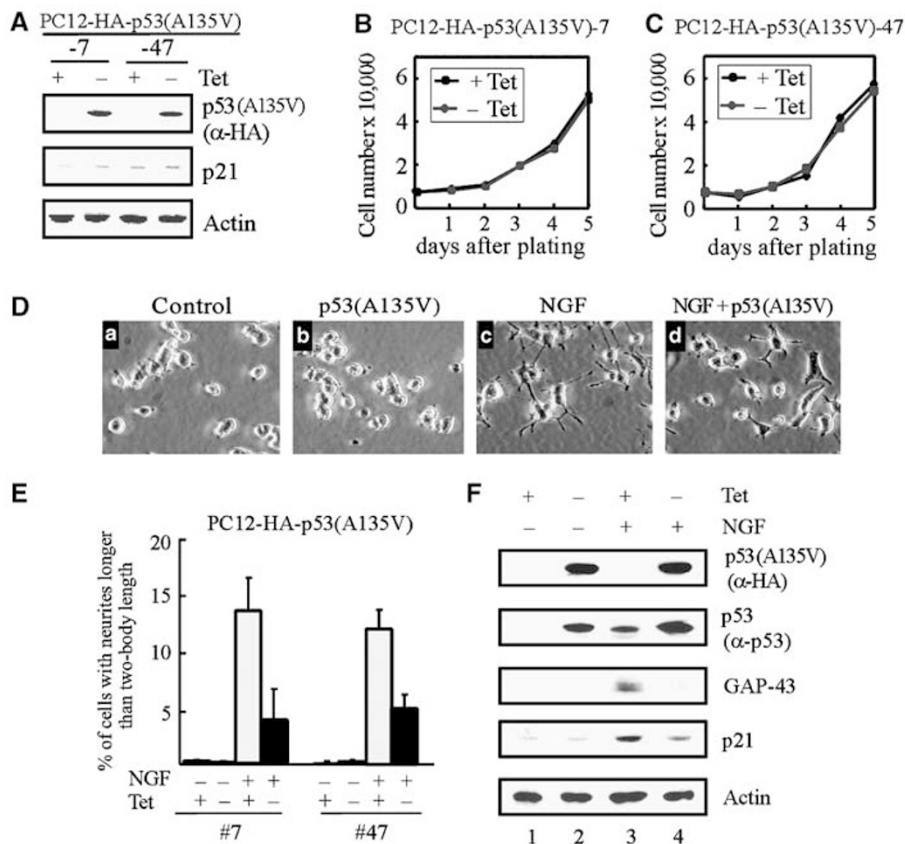 A
PC12-HA-p53(A135V)
-7 -47
+ – + – Tet
p53(A135V)
(α-HA)
p21
Actin
B PC12-HA-p53(A135V)-7
Cell number x 10,000
6
4
2
0
+ Tet
– Tet
1 2 3 4 5
days after plating
C PC12-HA-p53(A135V)-47
Cell number x 10,000
6
4
2
0
+ Tet
– Tet
1 2 3 4 5
days after plating
D Control p53(A135V) NGF NGF+p53(A135V)
a b c d
E
PC12-HA-p53(A135V)
% of cells with neurites longer
than two-body length
20
15
10
5
NGF – – + + – – + +
Tet + – + – + – + –
#7 #47
F
+ – + – Tet
– – + + NGF
p53(A135V)
(α-HA)
p53
(α-p53)
GAP-43
p21
Actin
1 2 3 4